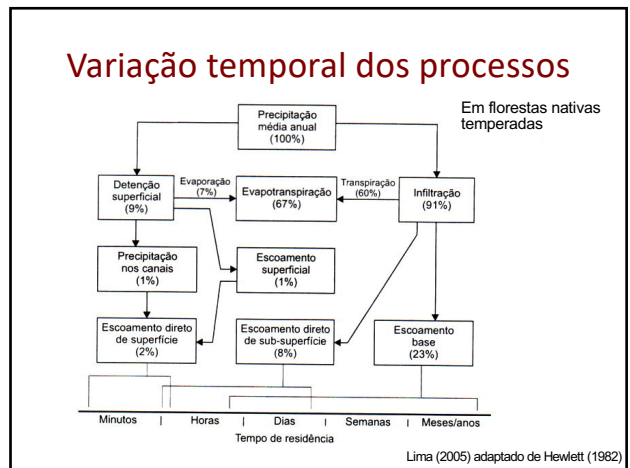 Variação temporal dos processos
Em florestas nativas
temperadas
Precipitação
média anual
(100%)
Detenção
superficial
(9%)
Evaporação
(7%)
Evapotranspiração
(67%)
Transpiração
(60%)
Infiltração
(91%)
Precipitação
nos canais
(1%)
Escoamento
superficial
(1%)
Escoamento direto
de superfície
(2%)
Escoamento direto
de sub-superfície
(8%)
Escoamento
base
(23%)
Minutos | Horas | Dias | Semanas | Meses/anos
Tempo de residência
Lima (2005) adaptado de Hewlett (1982)